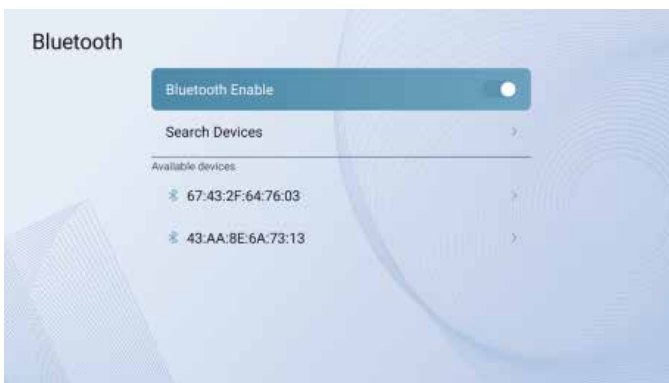 Bluetooth
Bluetooth Enable
Search Devices
Available devices
67:43:2F:64:76:03
43:AA:8E:6A:73:13